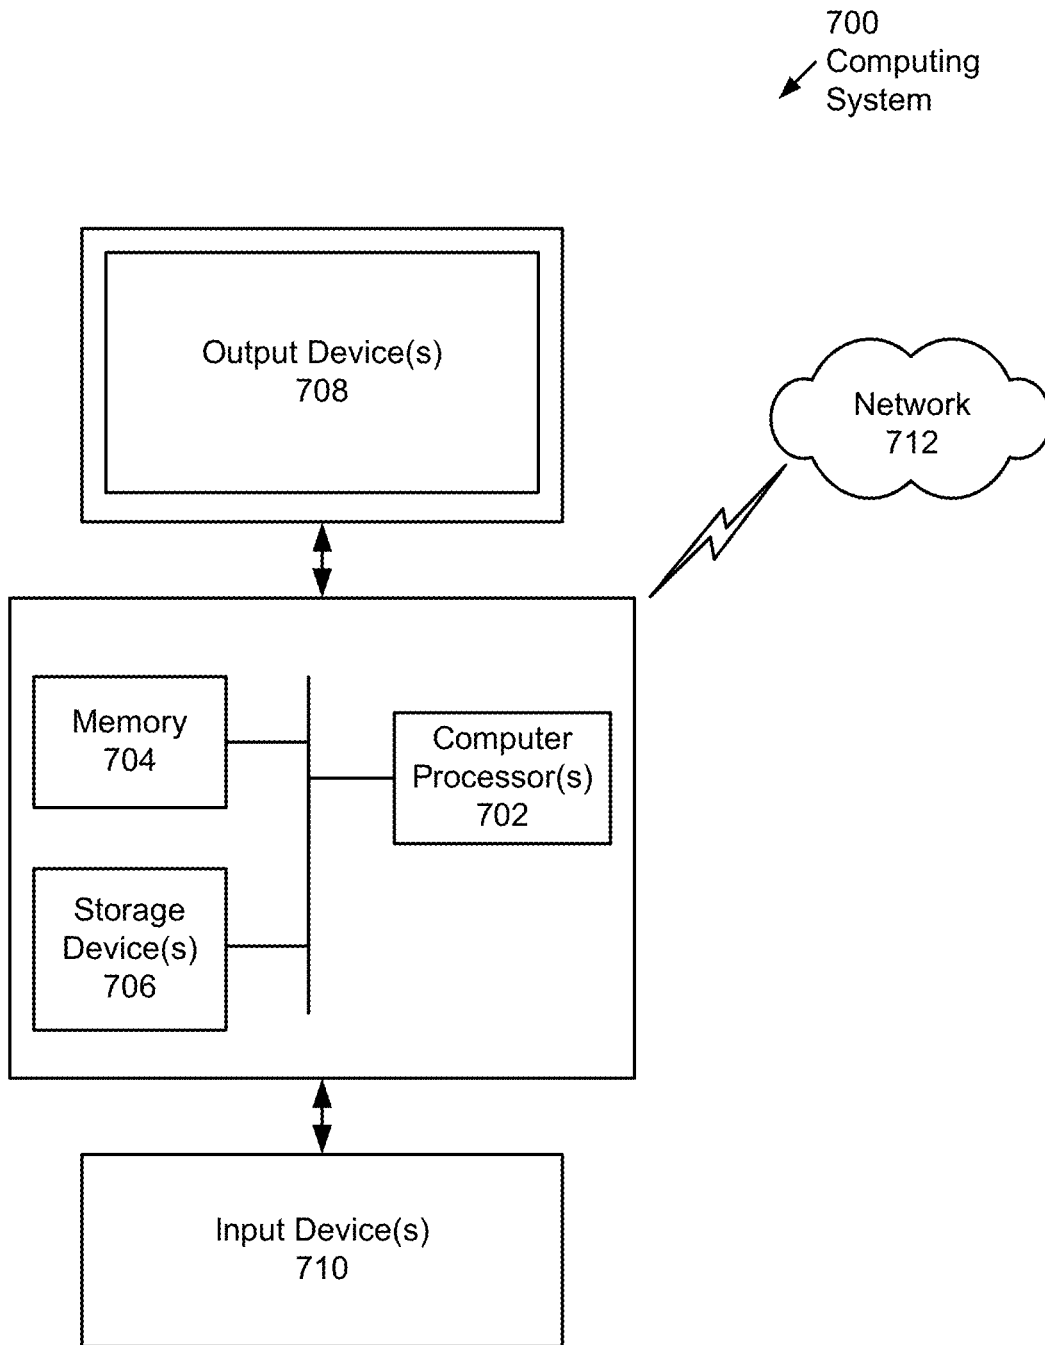 700
Computing
System
Output Device(s)
708
Network
712
Memory
704
Computer
Processor(s)
702
Storage
Device(s)
706
Input Device(s)
710